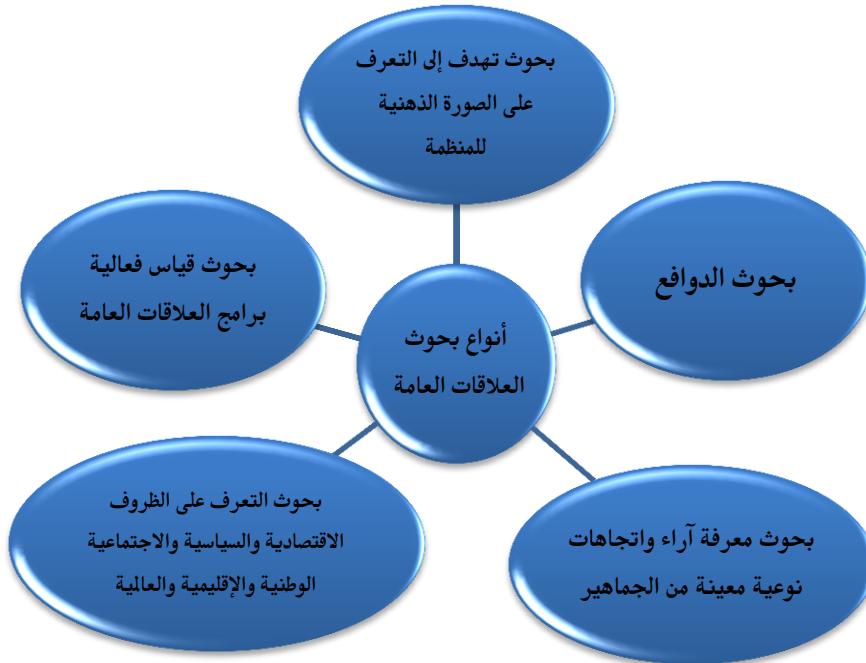 بحوث تهدف إلى التعرف
على الصورة الذهنية
للمنظمة
بحوث الدوافع
بحوث قياس فعالية
برامج العلاقات العامة
أنواع بحوث
العلاقات العامة
بحوث معرفة آراء واتجاهات
نوعية معينة من الجماهير
بحوث التعرف على الظروف
الاقتصادية والسياسية والاجتماعية
الوطنية والإقليمية والعالمية